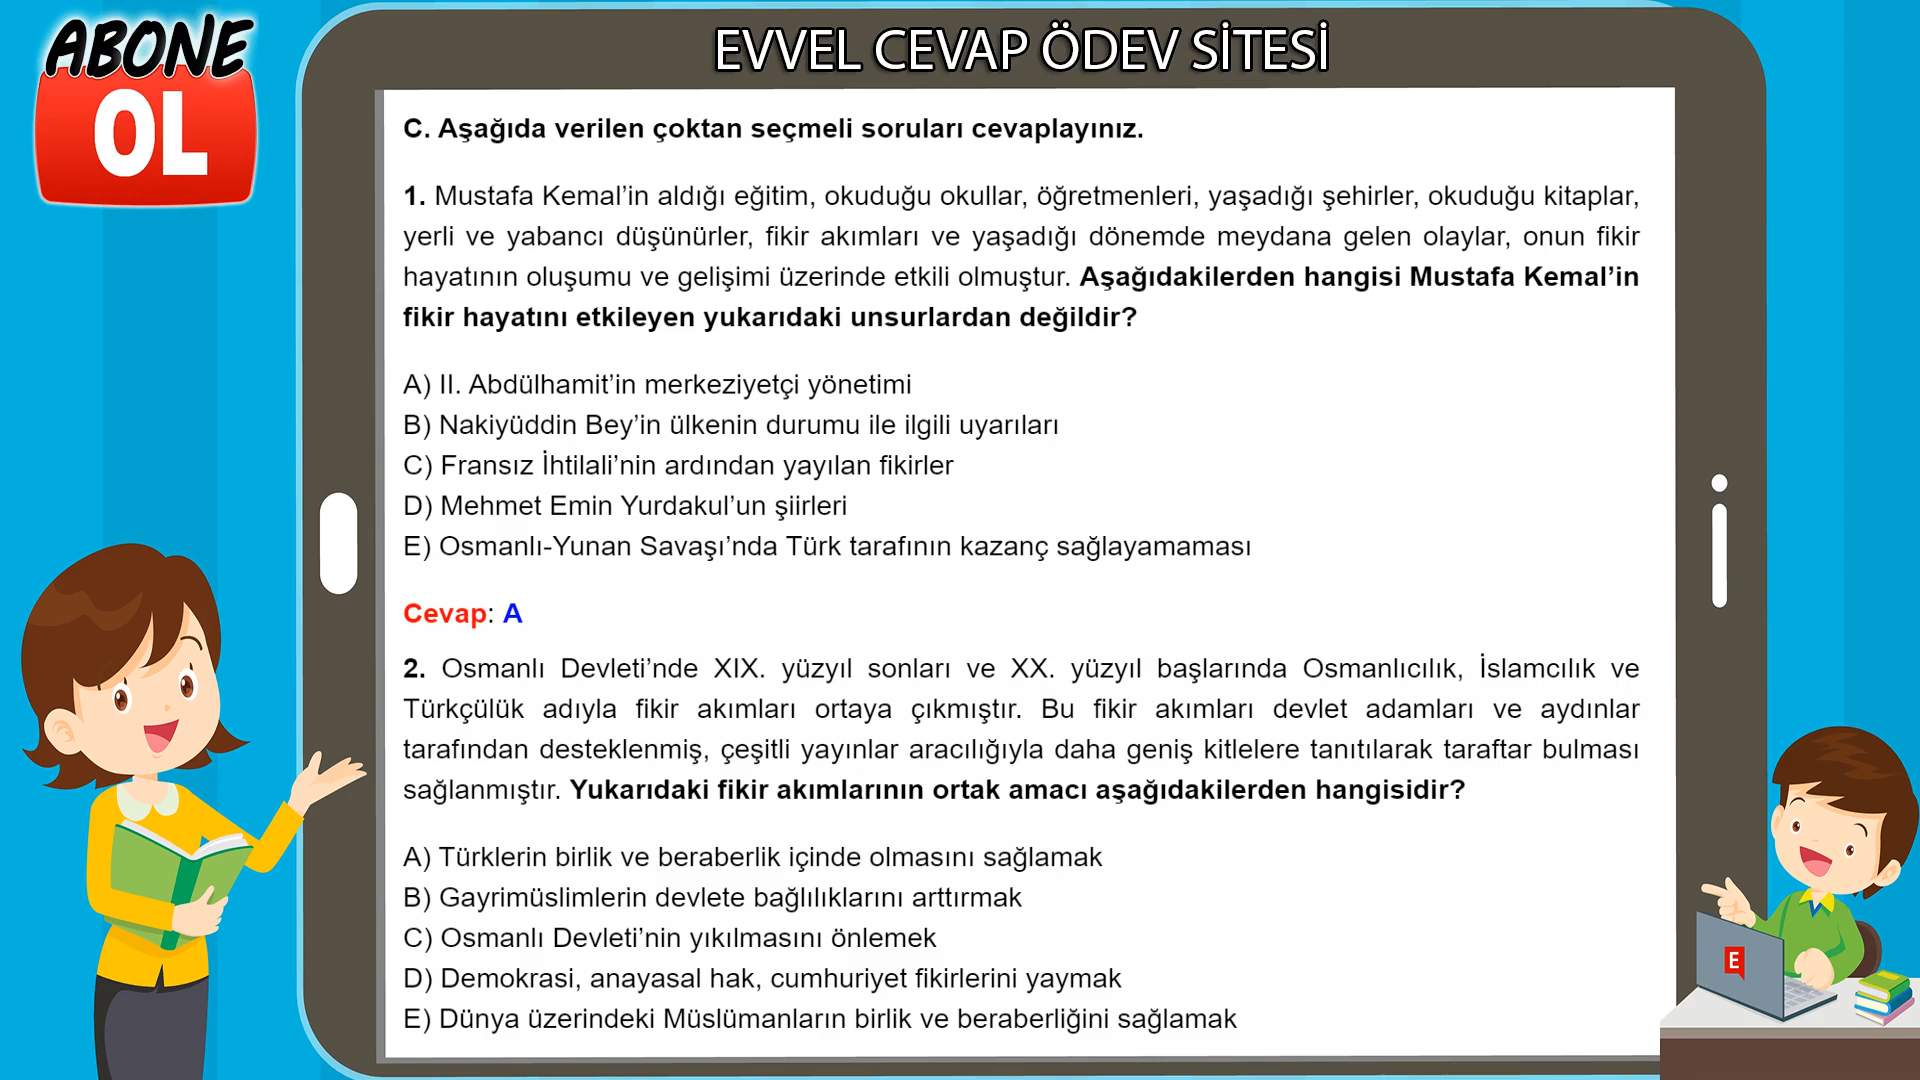 ABONE
OL
EVVEL CEVAP ÖDEV SİTESİ
C. Aşağıda verilen çoktan seçmeli soruları cevaplayınız.
1. Mustafa Kemal’in aldığı eğitim, okuduğu okullar, öğretmenleri, yaşadığı şehirler, okuduğu kitaplar,
yerli ve yabancı düşünürler, fikir akımları ve yaşadığı dönemde meydana gelen olaylar, onun fikir
hayatının oluşumu ve gelişimi üzerinde etkili olmuştur. Aşağıdakilerden hangisi Mustafa Kemal’in
fikir hayatını etkileyen yukarıdaki unsurlardan değildir?
A) II. Abdülhamit’in merkeziyetçi yönetimi
B) Nakiyüddin Bey’in ülkenin durumu ile ilgili uyarıları
C) Fransız İhtilali’nin ardından yayılan fikirler
D) Mehmet Emin Yurdakul’un şiirleri
E) Osmanlı-Yunan Savaşı’nda Türk tarafının kazanç sağlayamaması
Cevap: A
2. Osmanlı Devleti’nde XIX. yüzyıl sonları ve XX. yüzyıl başlarında Osmanlıcılık, İslamcılık ve
Türkçülük adıyla fikir akımları ortaya çıkmıştır. Bu fikir akımları devlet adamları ve aydınlar
tarafından desteklenmiş, çeşitli yayınlar aracılığıyla daha geniş kitlelere tanıtılarak taraftar bulması
sağlanmıştır. Yukarıdaki fikir akımlarının ortak amacı aşağıdakilerden hangisidir?
A) Türklerin birlik ve beraberlik içinde olmasını sağlamak
B) Gayrimüslimlerin devlete bağlılıklarını arttırmak
C) Osmanlı Devleti’nin yıkılmasını önlemek
D) Demokrasi, anayasal hak, cumhuriyet fikirlerini yaymak
E) Dünya üzerindeki Müslümanların birlik ve beraberliğini sağlamak
E